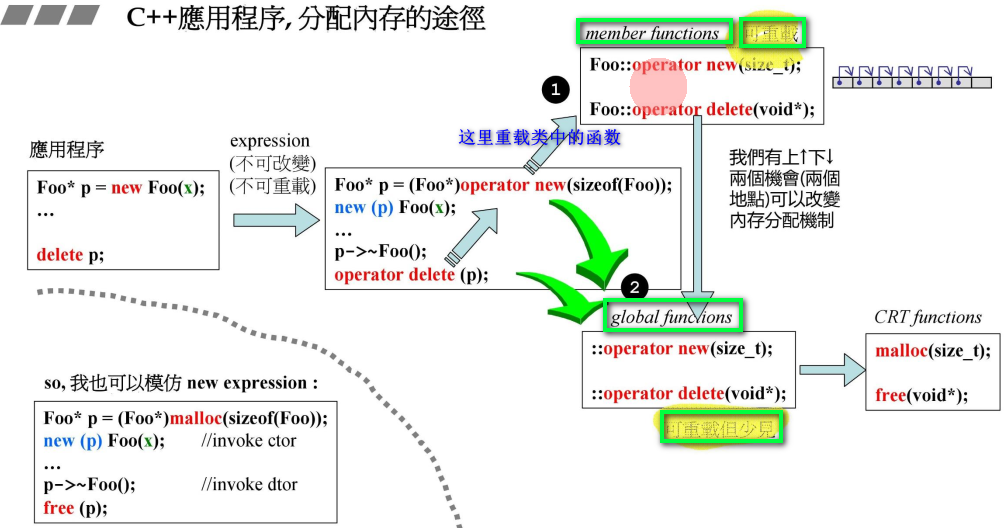 C++應用程序, 分配內存的途徑
member functions
可重載
Foo::operator new(size_t);
Foo::operator delete(void*);
1
这里重载类中的函数
應用程序
Foo* p = new Foo(x);
…
delete p;
expression
(不可改變)
(不可重載)
Foo* p = (Foo*)operator new(sizeof(Foo));
new (p) Foo(x);
…
p->~Foo();
operator delete (p);
我們有上↑下↓
兩個機會(兩個
地點)可以改變
內存分配機制
2
global functions
::operator new(size_t);
::operator delete(void*);
可重載但少見
CRT functions
malloc(size_t);
free(void*);
so, 我也可以模仿 new expression :
Foo* p = (Foo*)malloc(sizeof(Foo));
new (p) Foo(x); //invoke ctor
…
p->~Foo(); //invoke dtor
free (p);